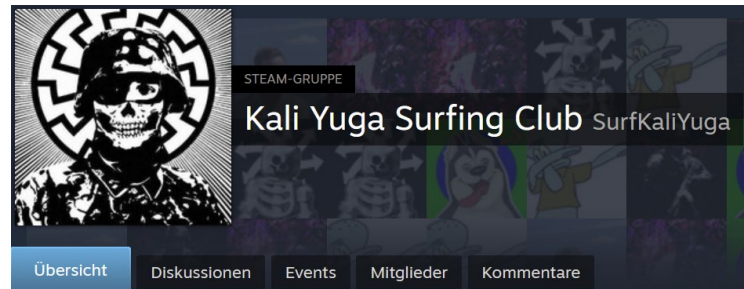 STEAM-GRUPPE
Kali Yuga Surfing Club SurfKaliYuga
Übersicht Diskussionen Events Mitglieder Kommentare